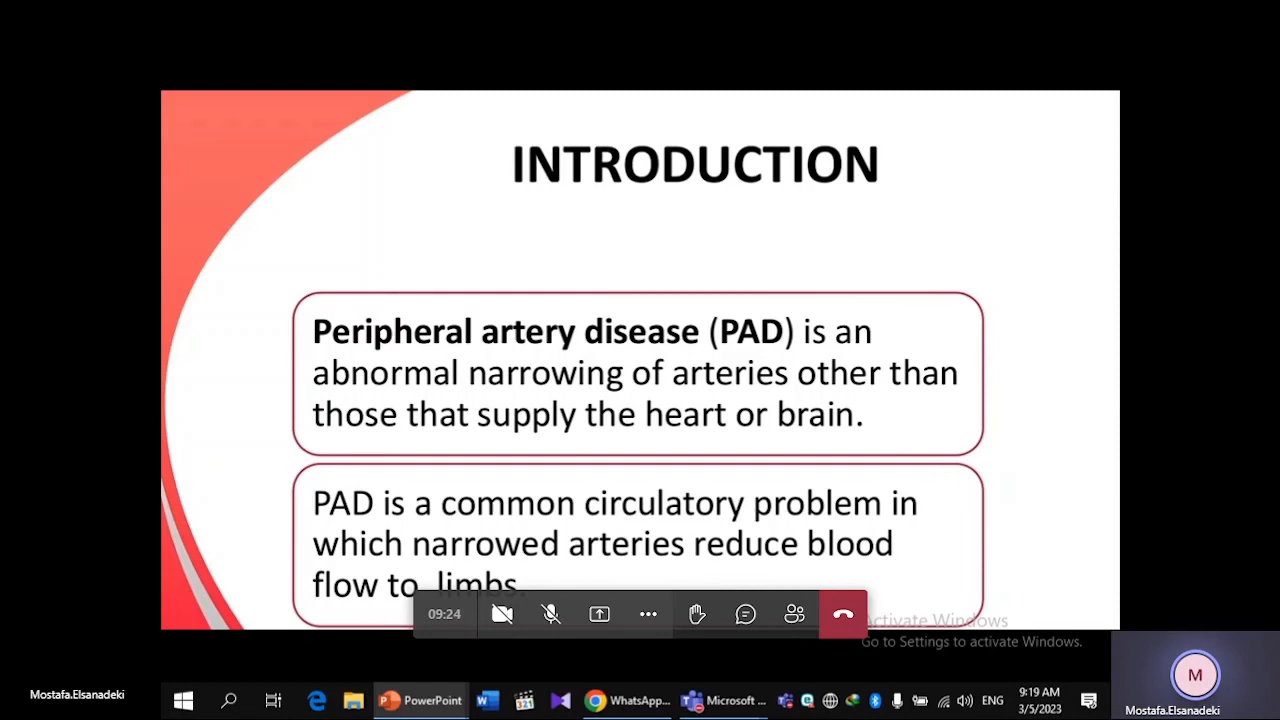 INTRODUCTION
Peripheral artery disease (PAD) is an
abnormal narrowing of arteries other than
those that supply the heart or brain.
PAD is a common circulatory problem in
which narrowed arteries reduce blood
flow to limbs.
09:24
Activate Windows
Go to Settings to activate Windows.
M
Mostafa.Elsanadeki
Mostafa.Elsanadeki
PowerPoint
321
WhatsApp...
Microsoft ...
ENG
9:19 AM
3/5/2023